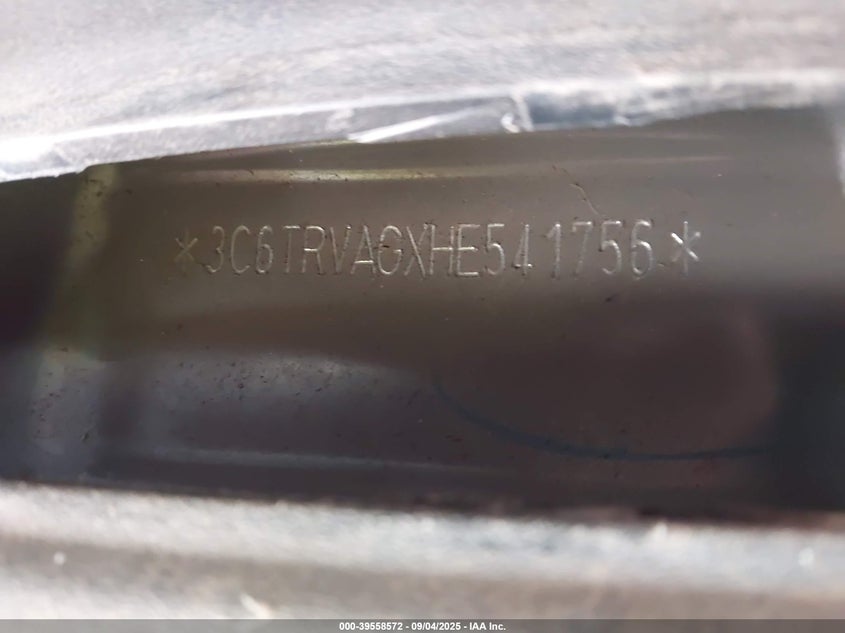 *3C6TRVAGXHE541756*
000-39558572 - 09/04/2025 - IAA Inc.